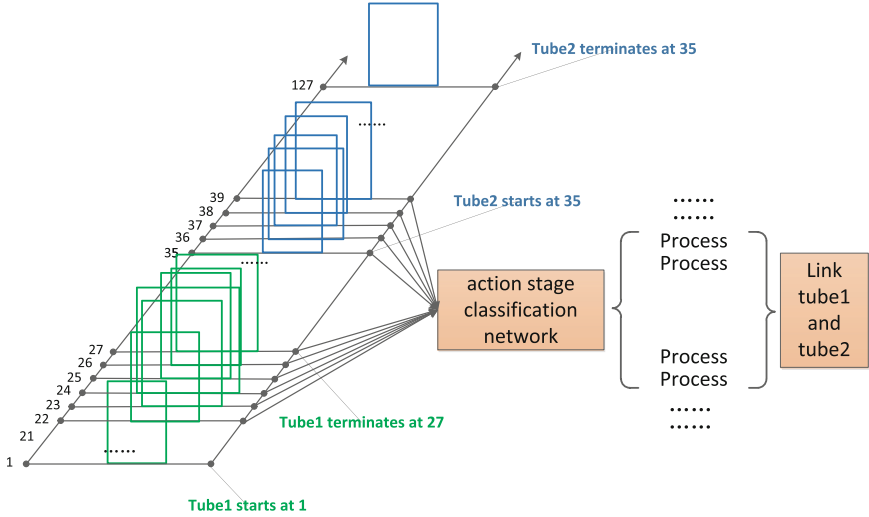 Tube2 terminates at 35
127
......
39
38
37
36
35
Tube2 starts at 35
......
......
......
Process
Process
action stage
classification
network
Link
tube1
and
tube2
27
26
25
24
23
22
21
1
Process
Process
......
......
Tube1 terminates at 27
......
Tube1 starts at 1